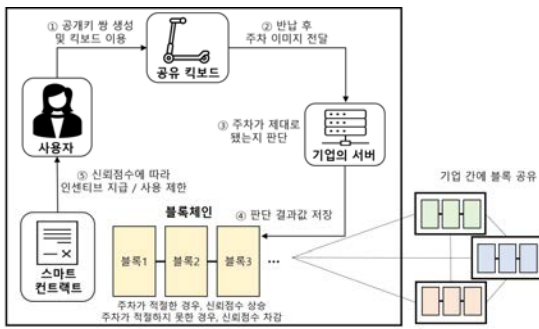 ① 공개키 쌍 생성
및 킥보드 이용
공유 킥보드
② 반납 후
주차 이미지 전달
사용자
③ 주차가 제대로
됐는지 판단
기업의 서버
⑤ 신뢰점수에 따라
인센티브 지급 / 사용 제한
기업 간에 블록 공유
블록체인
④ 판단 결과값 저장
스마트
컨트랙트
블록1
블록2
블록3
...
주차가 적절한 경우, 신뢰점수 상승
주차가 적절하지 못한 경우, 신뢰점수 차감